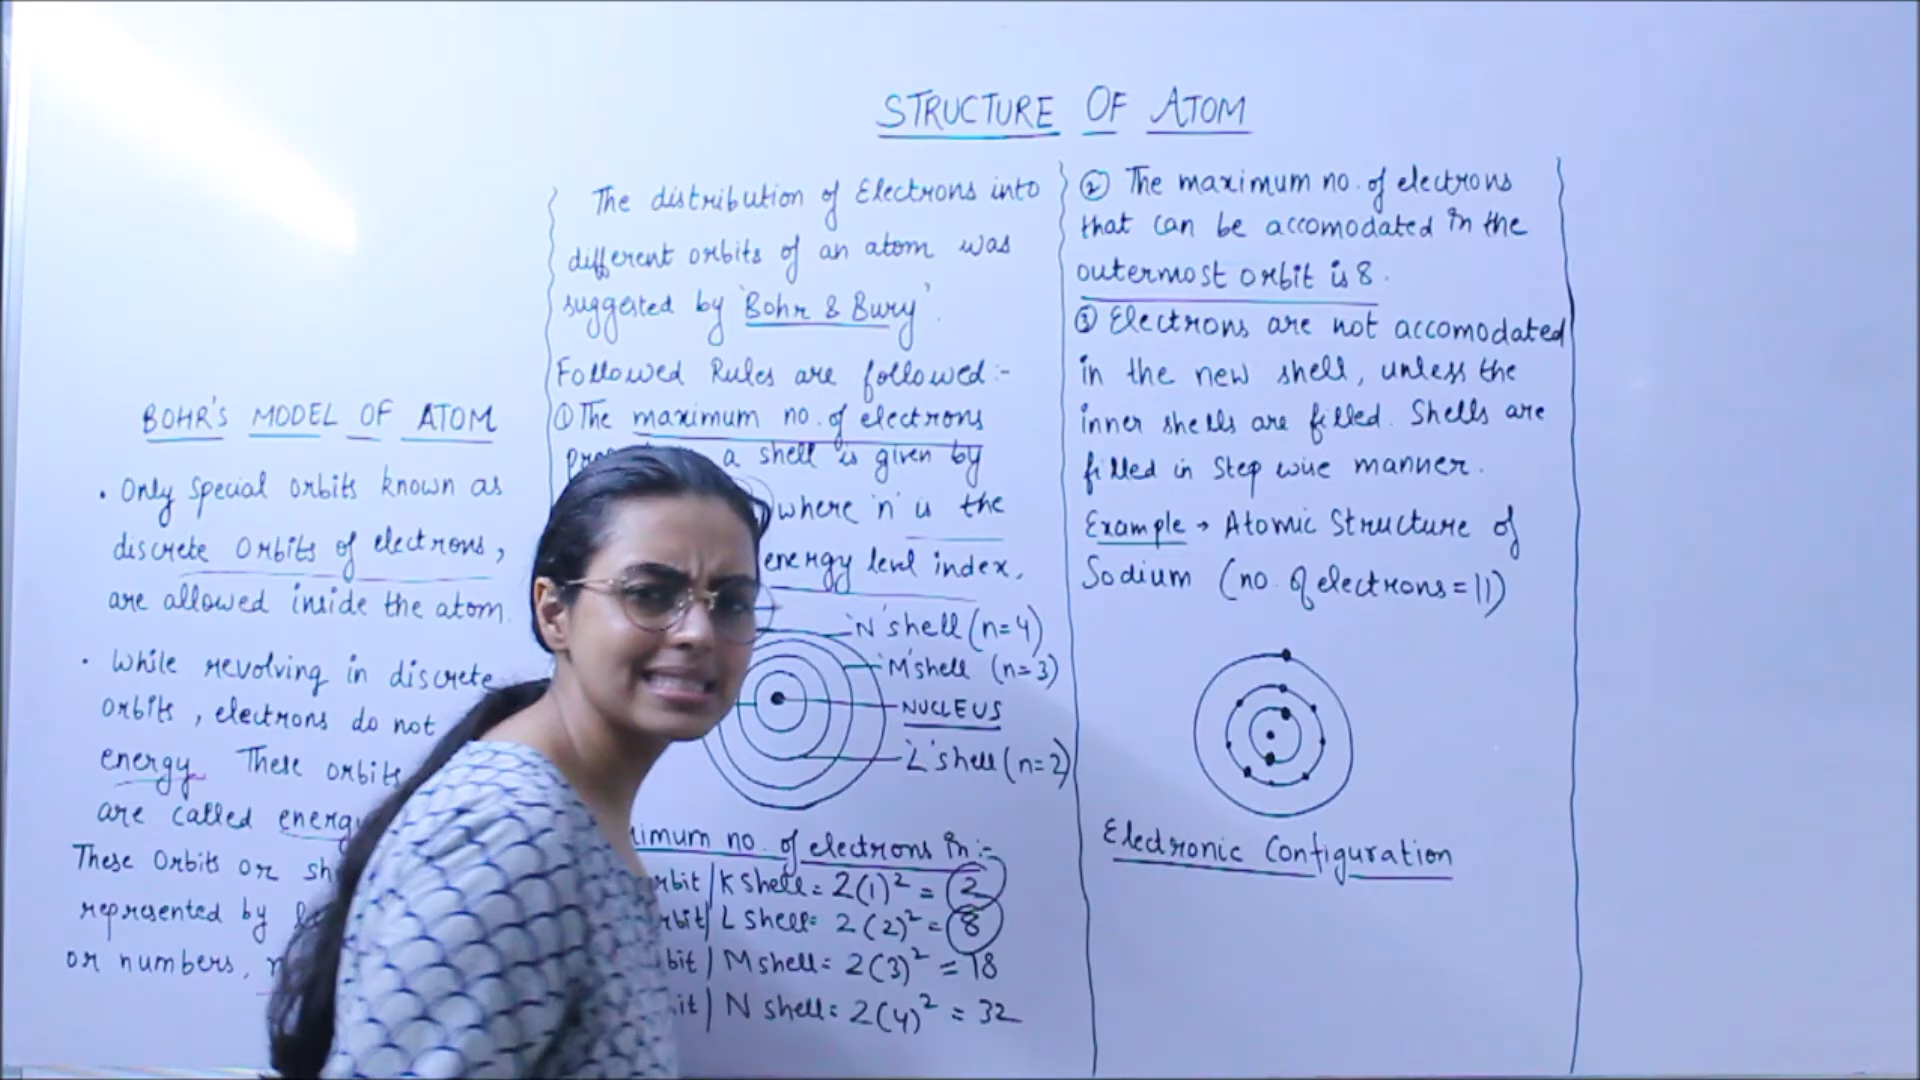 STRUCTURE OF ATOM
BOHR'S MODEL OF ATOM
• Only special orbits known as
discrete orbits of electrons,
are allowed inside the atom.
• While revolving in discrete
orbits, electrons do not
energy. These orbits
are called energy
These Orbits or
represented by
or numbers,
The distribution of Electrons into
different orbits of an atom was
suggested by 'Bohr & Bury'.
Followed Rules are followed:-
① The maximum no. of electrons
a shell is given by
where 'n' is the
energy level index,
'N' shell (n=4)
'M' shell (n=3)
NUCLEUS
'L' shell (n=2)
no. of electrons in:-
K Shell = 2(1)² = 2
L Shell = 2(2)² = 8
M Shell = 2(3)² = 18
N Shell = 2(4)² = 32
② The maximum no. of electrons
that can be accomodated in the
outermost orbit is 8.
③ Electrons are not accomodated
in the new shell, unless the
inner shells are filled. Shells are
filled in step wise manner.
Example → Atomic Structure of
Sodium (no. of electrons = 11)
Electronic Configuration